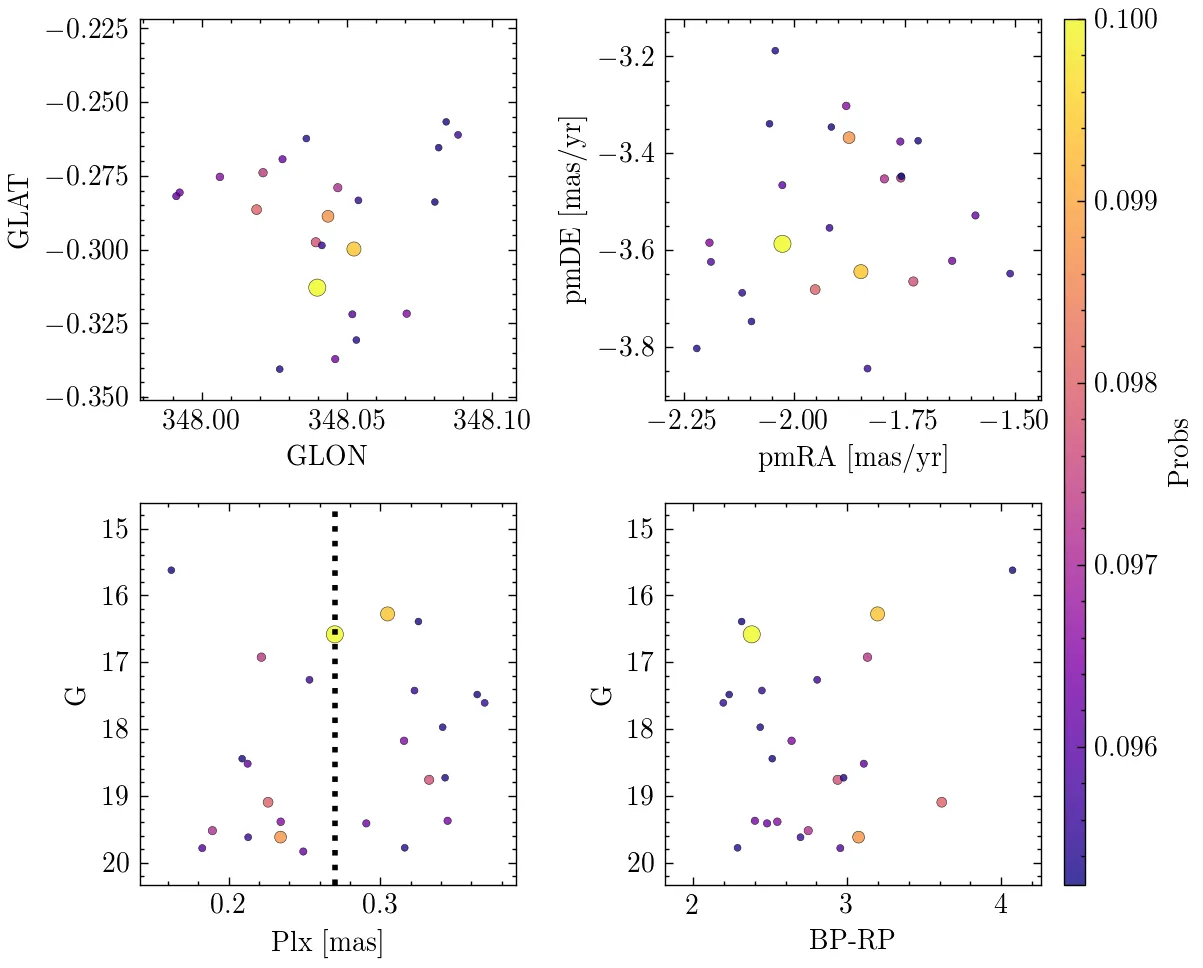 −0.225
−0.250
−0.275
−0.300
−0.325
−0.350
GLAT
348.00 348.05 348.10
GLON
−3.2
−3.4
−3.6
−3.8
pmDE [mas/yr]
−2.25 −2.00 −1.75 −1.50
pmRA [mas/yr]
0.100
0.099
0.098
0.097
0.096
Probs
15
16
17
18
19
20
G
0.2 0.3
Plx [mas]
15
16
17
18
19
20
G
2 3 4
BP-RP